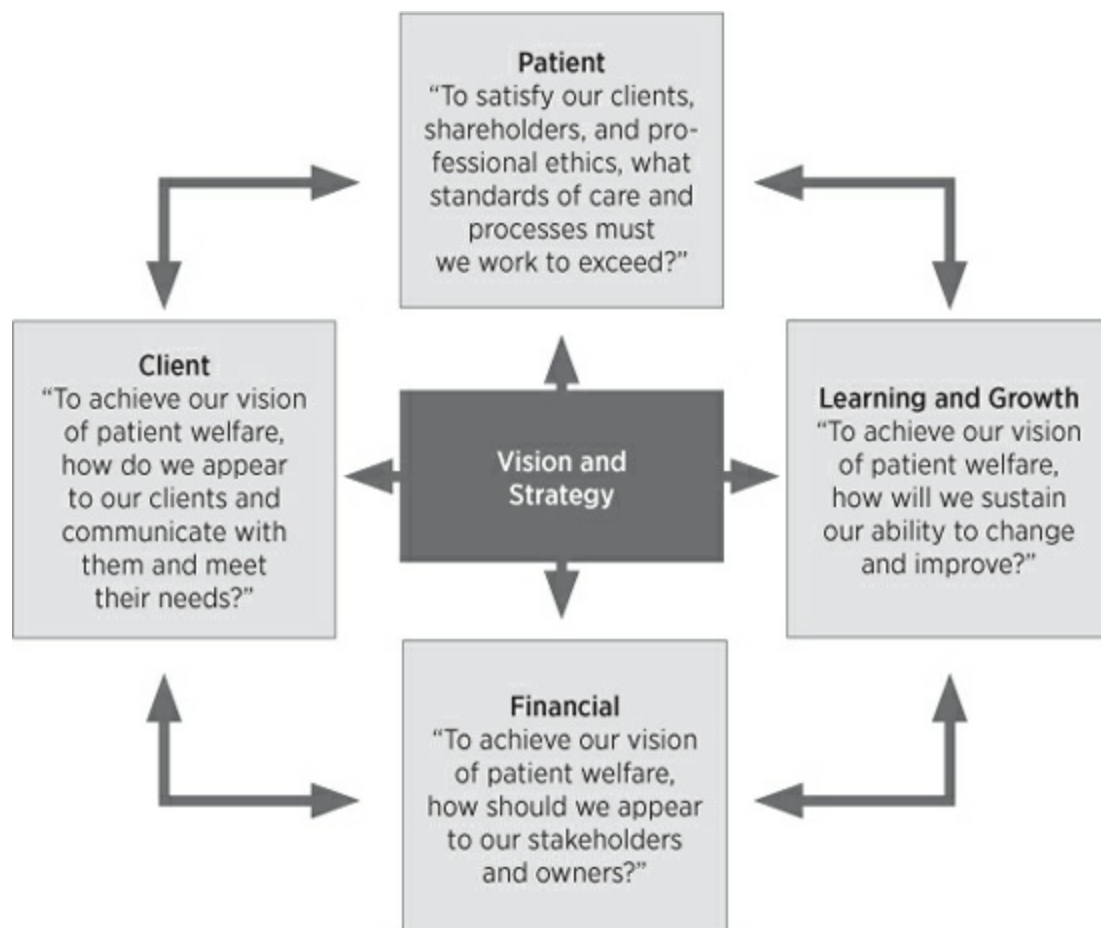 Patient
“To satisfy our clients,
shareholders, and pro-
fessional ethics, what
standards of care and
processes must
we work to exceed?”
Client
“To achieve our vision
of patient welfare,
how do we appear
to our clients and
communicate with
them and meet
their needs?”
Vision and
Strategy
Learning and Growth
“To achieve our vision
of patient welfare,
how will we sustain
our ability to change
and improve?”
Financial
“To achieve our vision
of patient welfare,
how should we appear
to our stakeholders
and owners?”